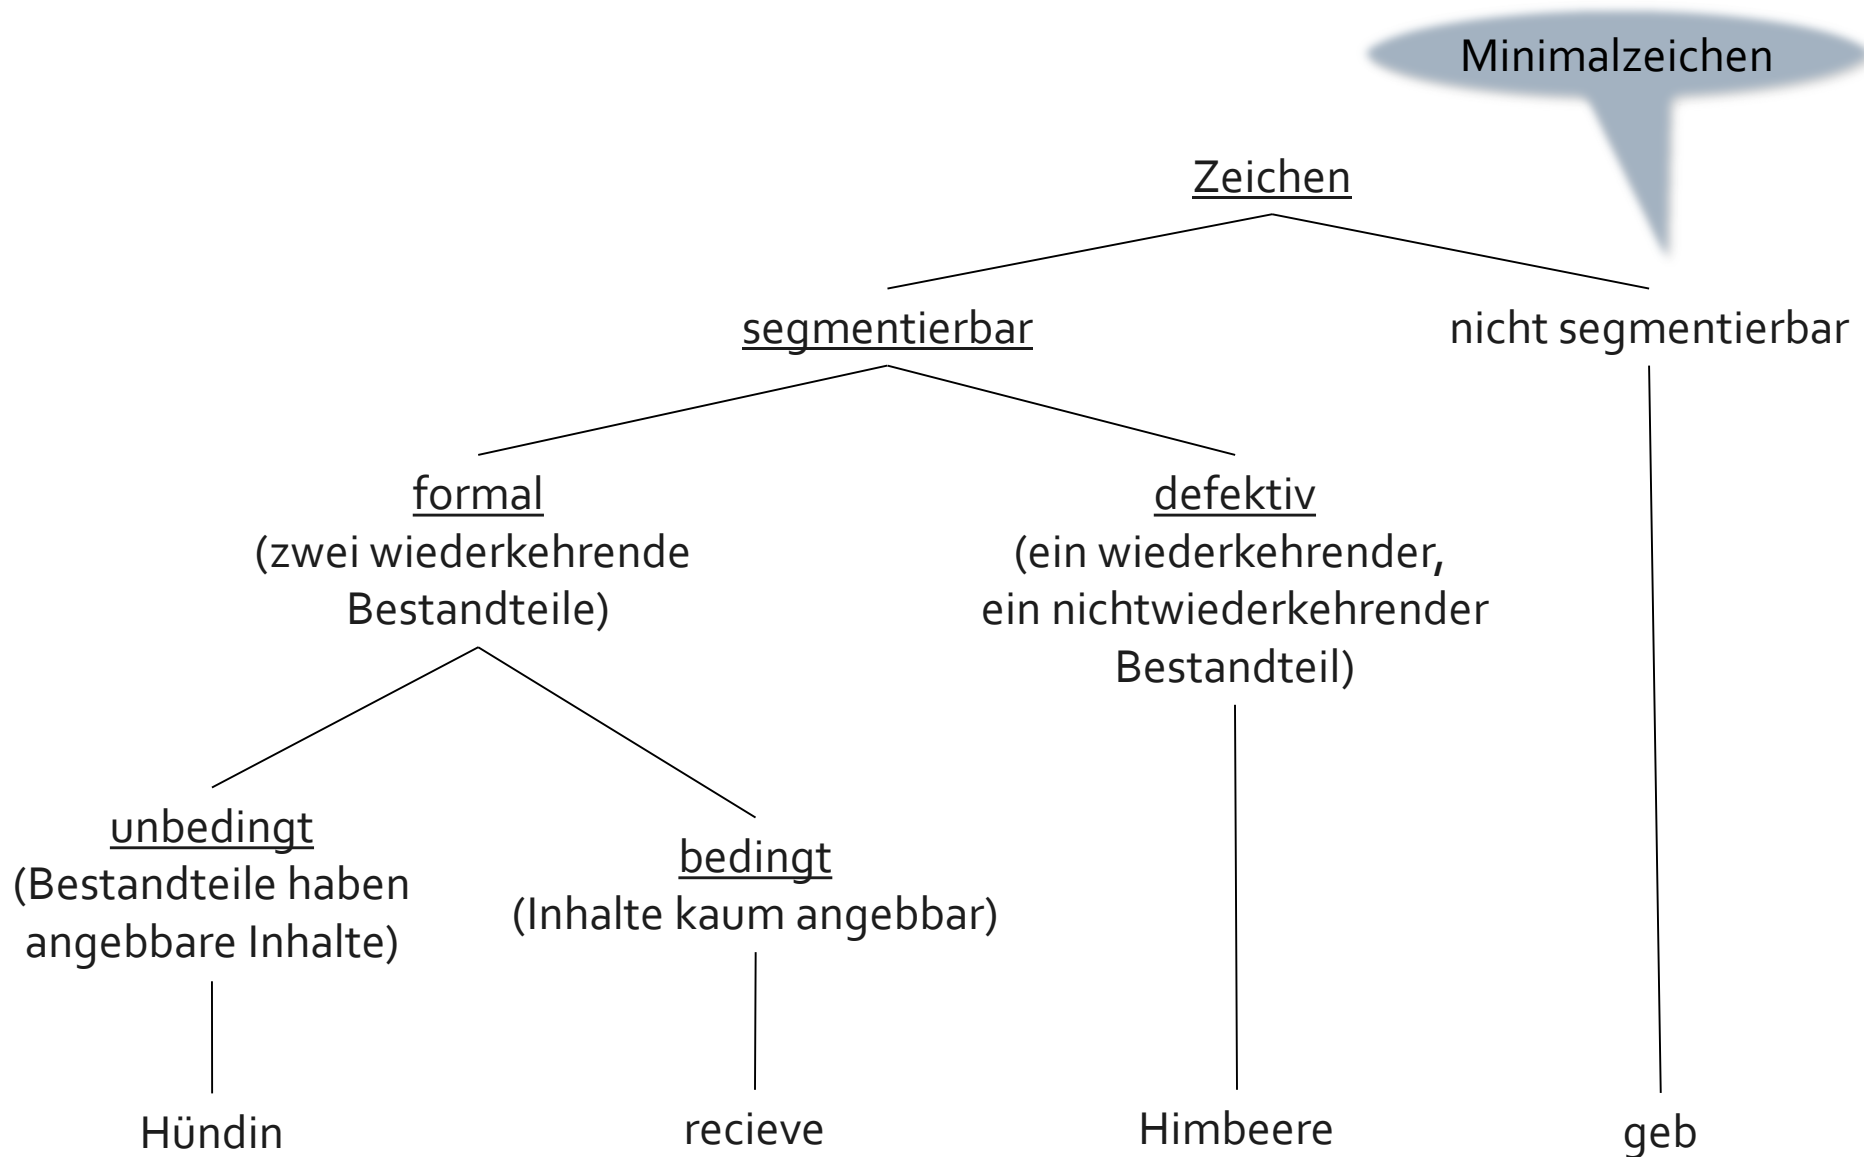 Minimalzeichen
Zeichen
segmentierbar
nicht segmentierbar
formal
(zwei wiederkehrende
Bestandteile)
defektiv
(ein wiederkehrender,
ein nichtwiederkehrender
Bestandteil)
unbedingt
(Bestandteile haben
angebbare Inhalte)
bedingt
(Inhalte kaum angebbar)
Hündin
recieve
Himbeere
geb